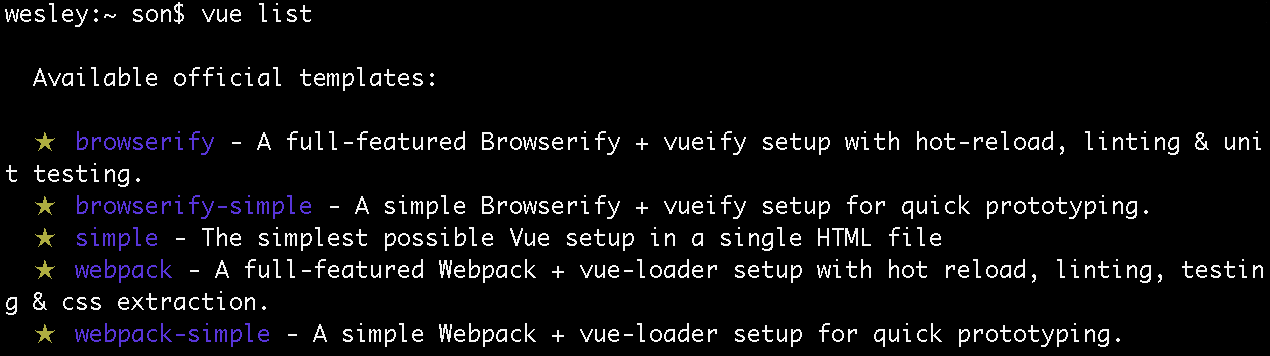 wesley:~ son$ vue list
Available official templates:
★ browserify - A full-featured Browserify + vueify setup with hot-reload, linting & uni
t testing.
★ browserify-simple - A simple Browserify + vueify setup for quick prototyping.
★ simple - The simplest possible Vue setup in a single HTML file
★ webpack - A full-featured Webpack + vue-loader setup with hot reload, linting, testin
g & css extraction.
★ webpack-simple - A simple Webpack + vue-loader setup for quick prototyping.